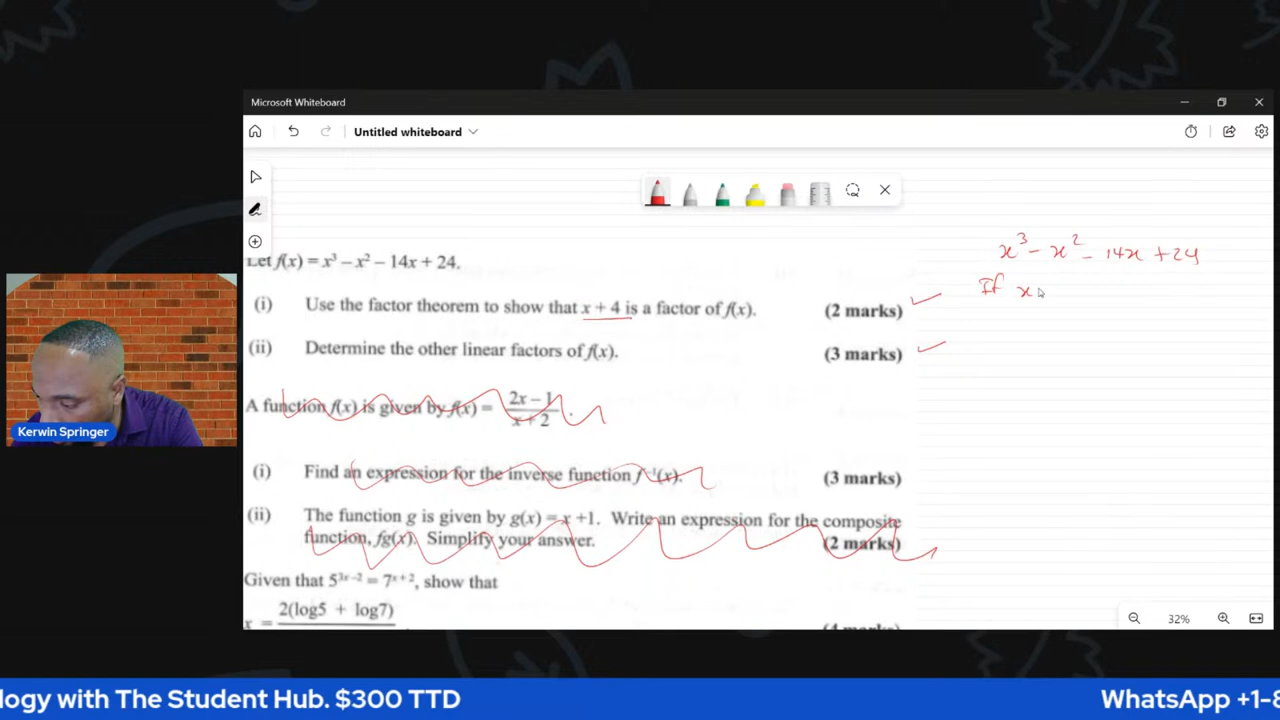 Microsoft Whiteboard
Untitled whiteboard
Let f(x) = x³ – x² – 14x + 24.
(i) Use the factor theorem to show that x + 4 is a factor of f(x). (2 marks)
(ii) Determine the other linear factors of f(x). (3 marks)
A function f(x) is given by f(x) = (2x – 1)/(x + 2) .
(i) Find an expression for the inverse function f⁻¹(x). (3 marks)
(ii) The function g is given by g(x) = x +1. Write an expression for the composite
function, fg(x). Simplify your answer. (2 marks)
Given that 5³ˣ⁻² = 7ˣ⁺², show that
x = 2(log5 + log7)
(4 marks)
x³ – x² – 14x + 24
If x
32%
Kerwin Springer
logy with The Student Hub. $300 TTD
WhatsApp +1-8